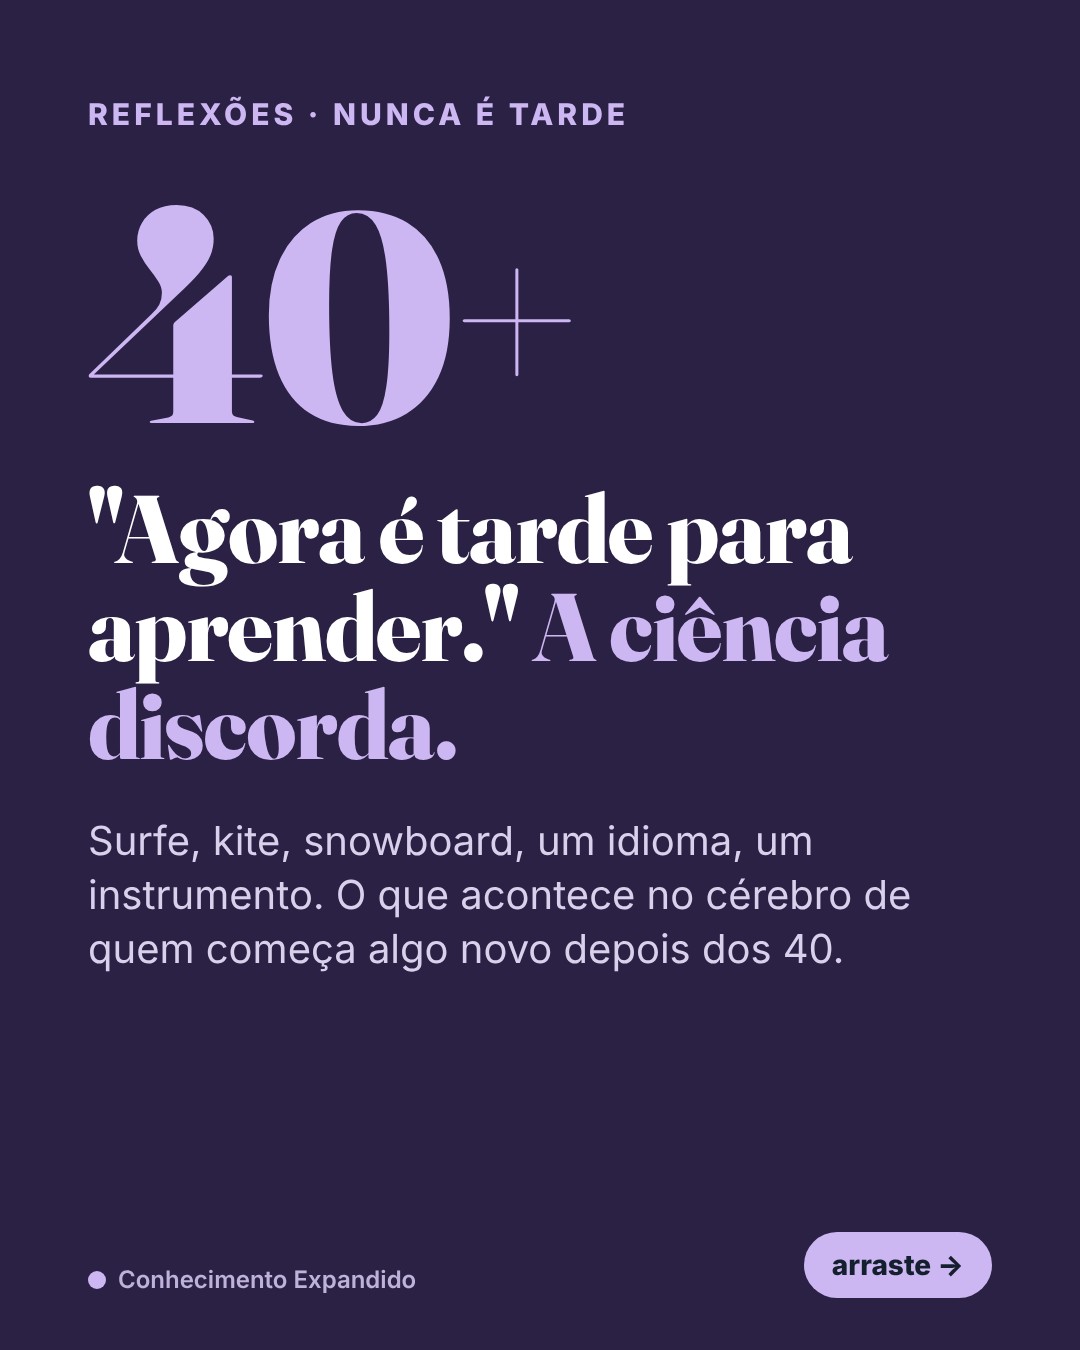 REFLEXÕES · NUNCA É TARDE
40+
"Agora é tarde para
aprender." A ciência
discorda.
Surfe, kite, snowboard, um idioma, um
instrumento. O que acontece no cérebro de
quem começa algo novo depois dos 40.
Conhecimento Expandido
arraste →